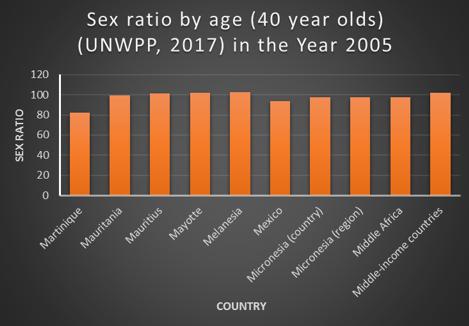 Sex ratio by age (40 year olds)
(UNWPP, 2017) in the Year 2005
120
100
80
60
40
20
0
SEX RATIO
Martinique
Mauritania
Mauritius
Mayotte
Melanesia
Mexico
Micronesia (country)
Micronesia (region)
Middle Africa
Middle-income countries
COUNTRY